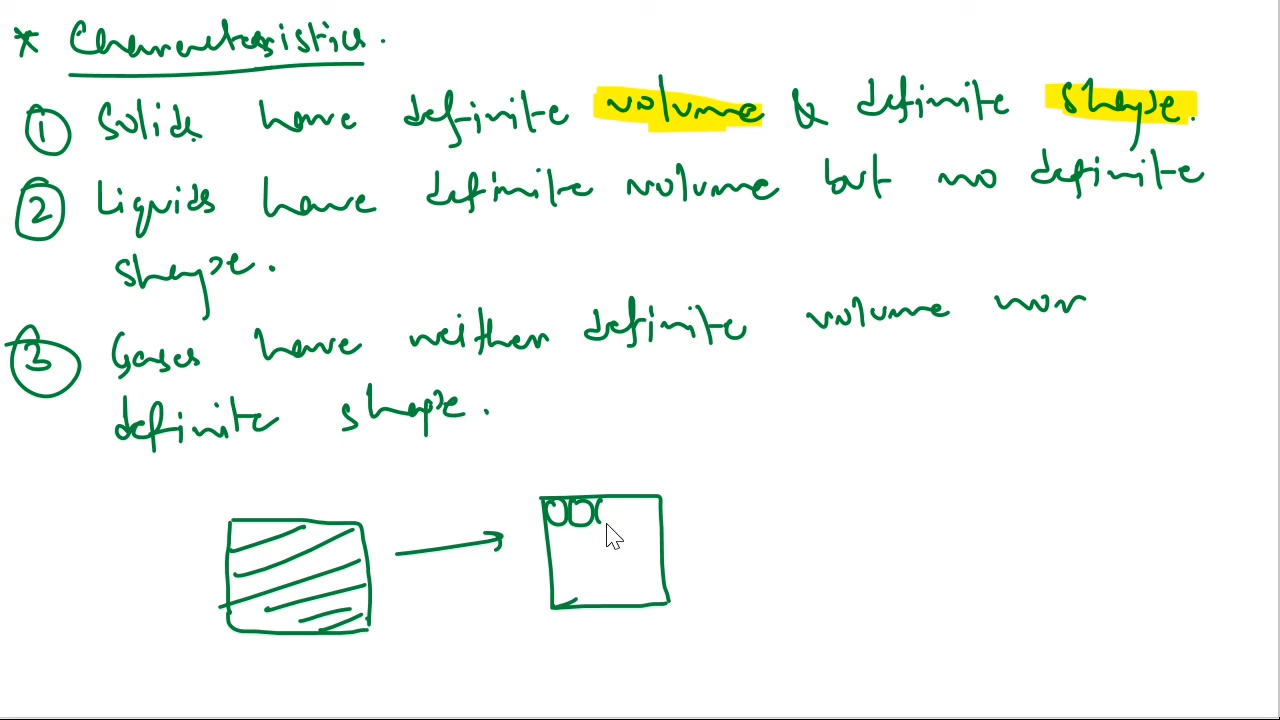 * Characteristics.
① Solids have definite volume & definite shape.
② Liquids have definite volume but no definite
shape.
③ Gases have neither definite volume nor
definite shape.